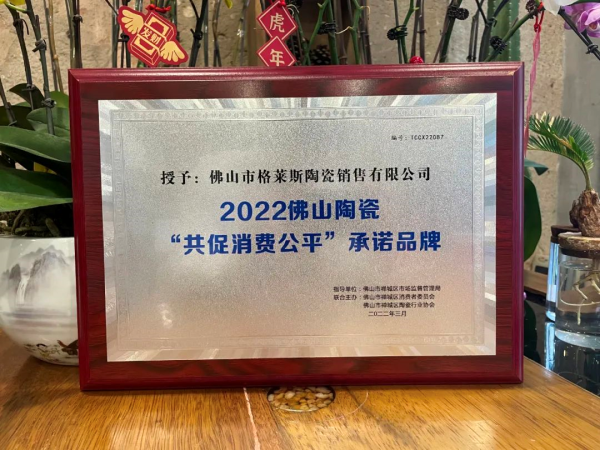 发财
虎年
编号：TCCX22087
授予：佛山市格莱斯陶瓷销售有限公司
2022佛山陶瓷
“共促消费公平”承诺品牌
指导单位：佛山市禅城区市场监督管理局
联合主办：佛山市禅城区消费者委员会
佛山市禅城区陶瓷行业协会
二〇二二年三月